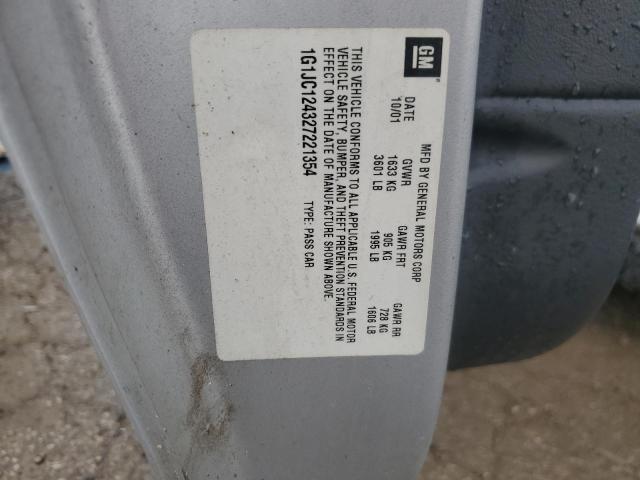 GM
MFD BY GENERAL MOTORS CORP
DATE GVWR GAWR FRT GAWR RR
10/01 1633 KG 905 KG 728 KG
3601 LB 1995 LB 1606 LB
THIS VEHICLE CONFORMS TO ALL APPLICABLE U.S. FEDERAL MOTOR
VEHICLE SAFETY, BUMPER, AND THEFT PREVENTION STANDARDS IN
EFFECT ON THE DATE OF MANUFACTURE SHOWN ABOVE.
1G1JC124327221354 TYPE: PASS CAR